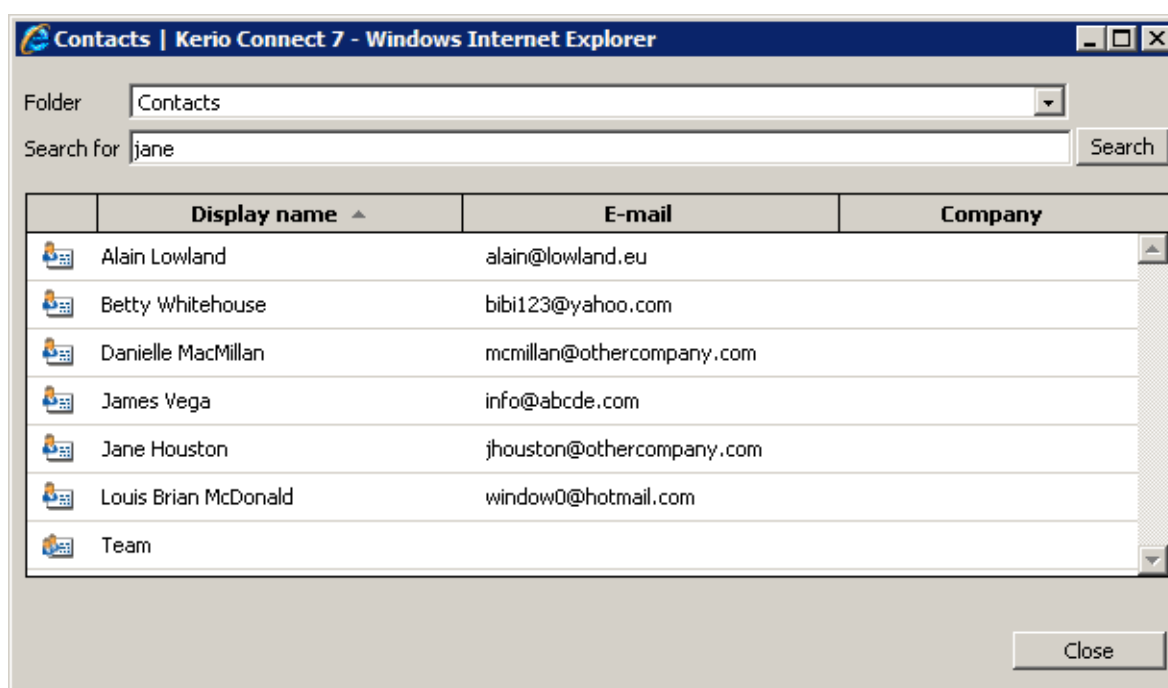 Contacts | Kerio Connect 7 - Windows Internet Explorer
Folder Contacts
Search for jane Search
Display name E-mail Company
Alain Lowland alain@lowland.eu
Betty Whitehouse bibi123@yahoo.com
Danielle MacMillan mcmillan@othercompany.com
James Vega info@abcde.com
Jane Houston jhouston@othercompany.com
Louis Brian McDonald window0@hotmail.com
Team
Close